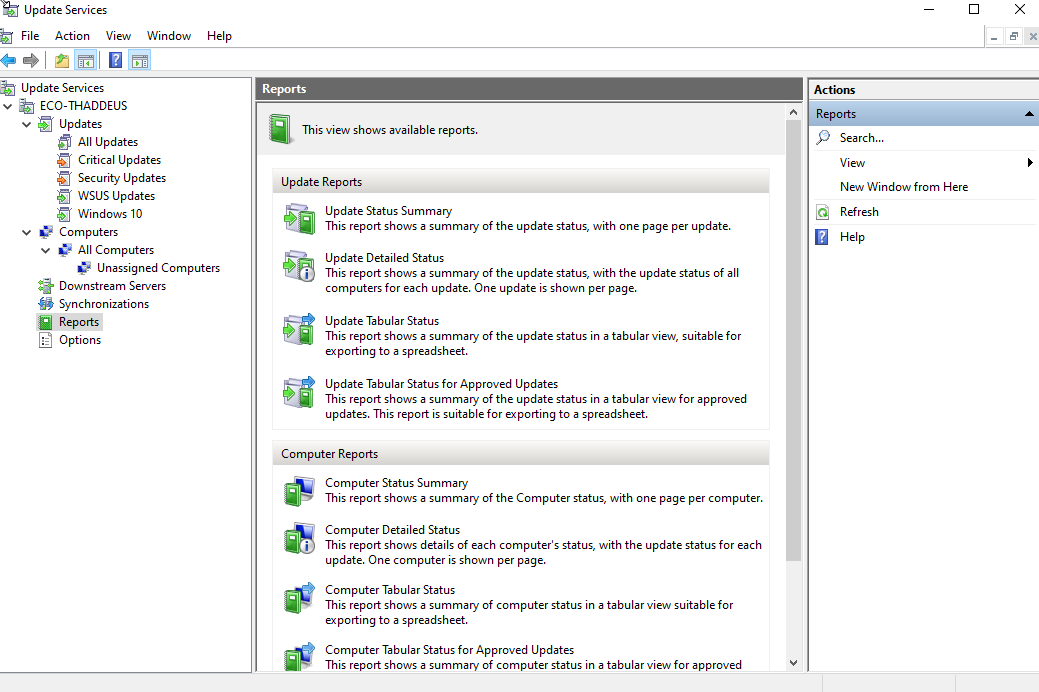 Update Services
File Action View Window Help
Update Services
ECO-THADDEUS
Updates
All Updates
Critical Updates
Security Updates
WSUS Updates
Windows 10
Computers
All Computers
Unassigned Computers
Downstream Servers
Synchronizations
Reports
Options
Reports
This view shows available reports.
Update Reports
Update Status Summary
This report shows a summary of the update status, with one page per update.
Update Detailed Status
This report shows a summary of the update status, with the update status of all
computers for each update. One update is shown per page.
Update Tabular Status
This report shows a summary of the update status in a tabular view, suitable for
exporting to a spreadsheet.
Update Tabular Status for Approved Updates
This report shows a summary of the update status in a tabular view for approved
updates. This report is suitable for exporting to a spreadsheet.
Computer Reports
Computer Status Summary
This report shows a summary of the Computer status, with one page per computer.
Computer Detailed Status
This report shows details of each computer's status, with the update status for each
update. One computer is shown per page.
Computer Tabular Status
This report shows a summary of computer status in a tabular view suitable for
exporting to a spreadsheet.
Computer Tabular Status for Approved Updates
This report shows a summary of computer status in a tabular view for approved
Actions
Reports
Search...
View
New Window from Here
Refresh
Help